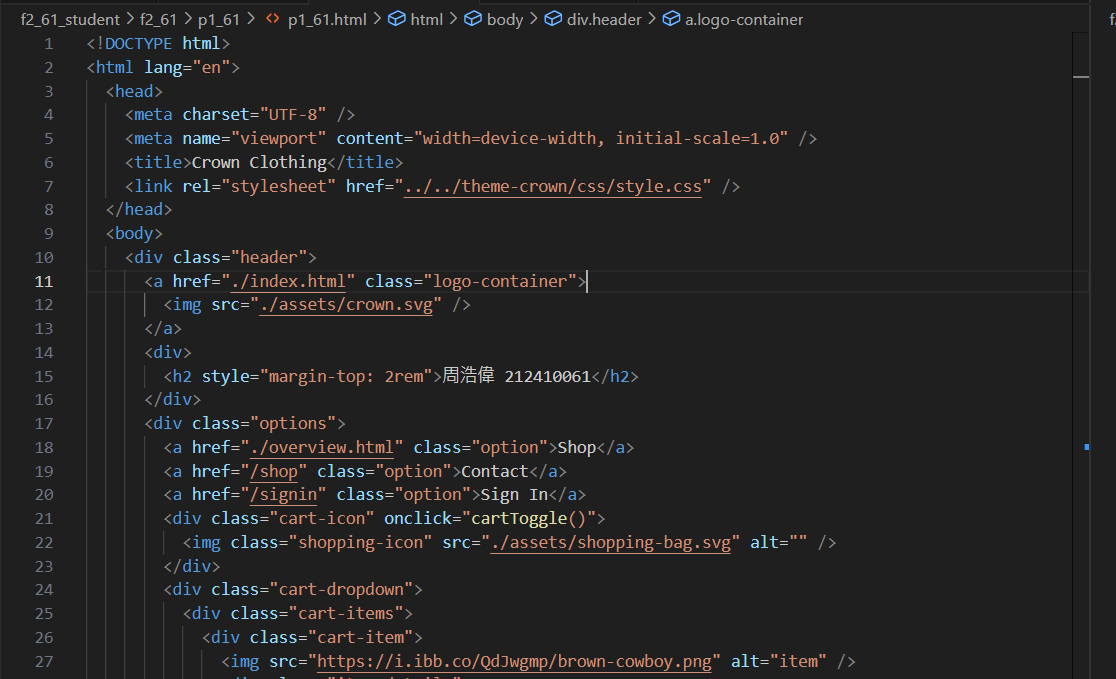 f2_61_student > f2_61 > p1_61 > <> p1_61.html > html > body > div.header > a.logo-container
1 <!DOCTYPE html>
2 <html lang="en">
3 <head>
4 <meta charset="UTF-8" />
5 <meta name="viewport" content="width=device-width, initial-scale=1.0" />
6 <title>Crown Clothing</title>
7 <link rel="stylesheet" href="../../theme-crown/css/style.css" />
8 </head>
9 <body>
10 <div class="header">
11 <a href="./index.html" class="logo-container">
12 <img src="./assets/crown.svg" />
13 </a>
14 <div>
15 <h2 style="margin-top: 2rem">周浩偉 212410061</h2>
16 </div>
17 <div class="options">
18 <a href="./overview.html" class="option">Shop</a>
19 <a href="/shop" class="option">Contact</a>
20 <a href="/signin" class="option">Sign In</a>
21 <div class="cart-icon" onclick="cartToggle()">
22 <img class="shopping-icon" src="./assets/shopping-bag.svg" alt="" />
23 </div>
24 <div class="cart-dropdown">
25 <div class="cart-items">
26 <div class="cart-item">
27 <img src="https://i.ibb.co/QdJwgmp/brown-cowboy.png" alt="item" />